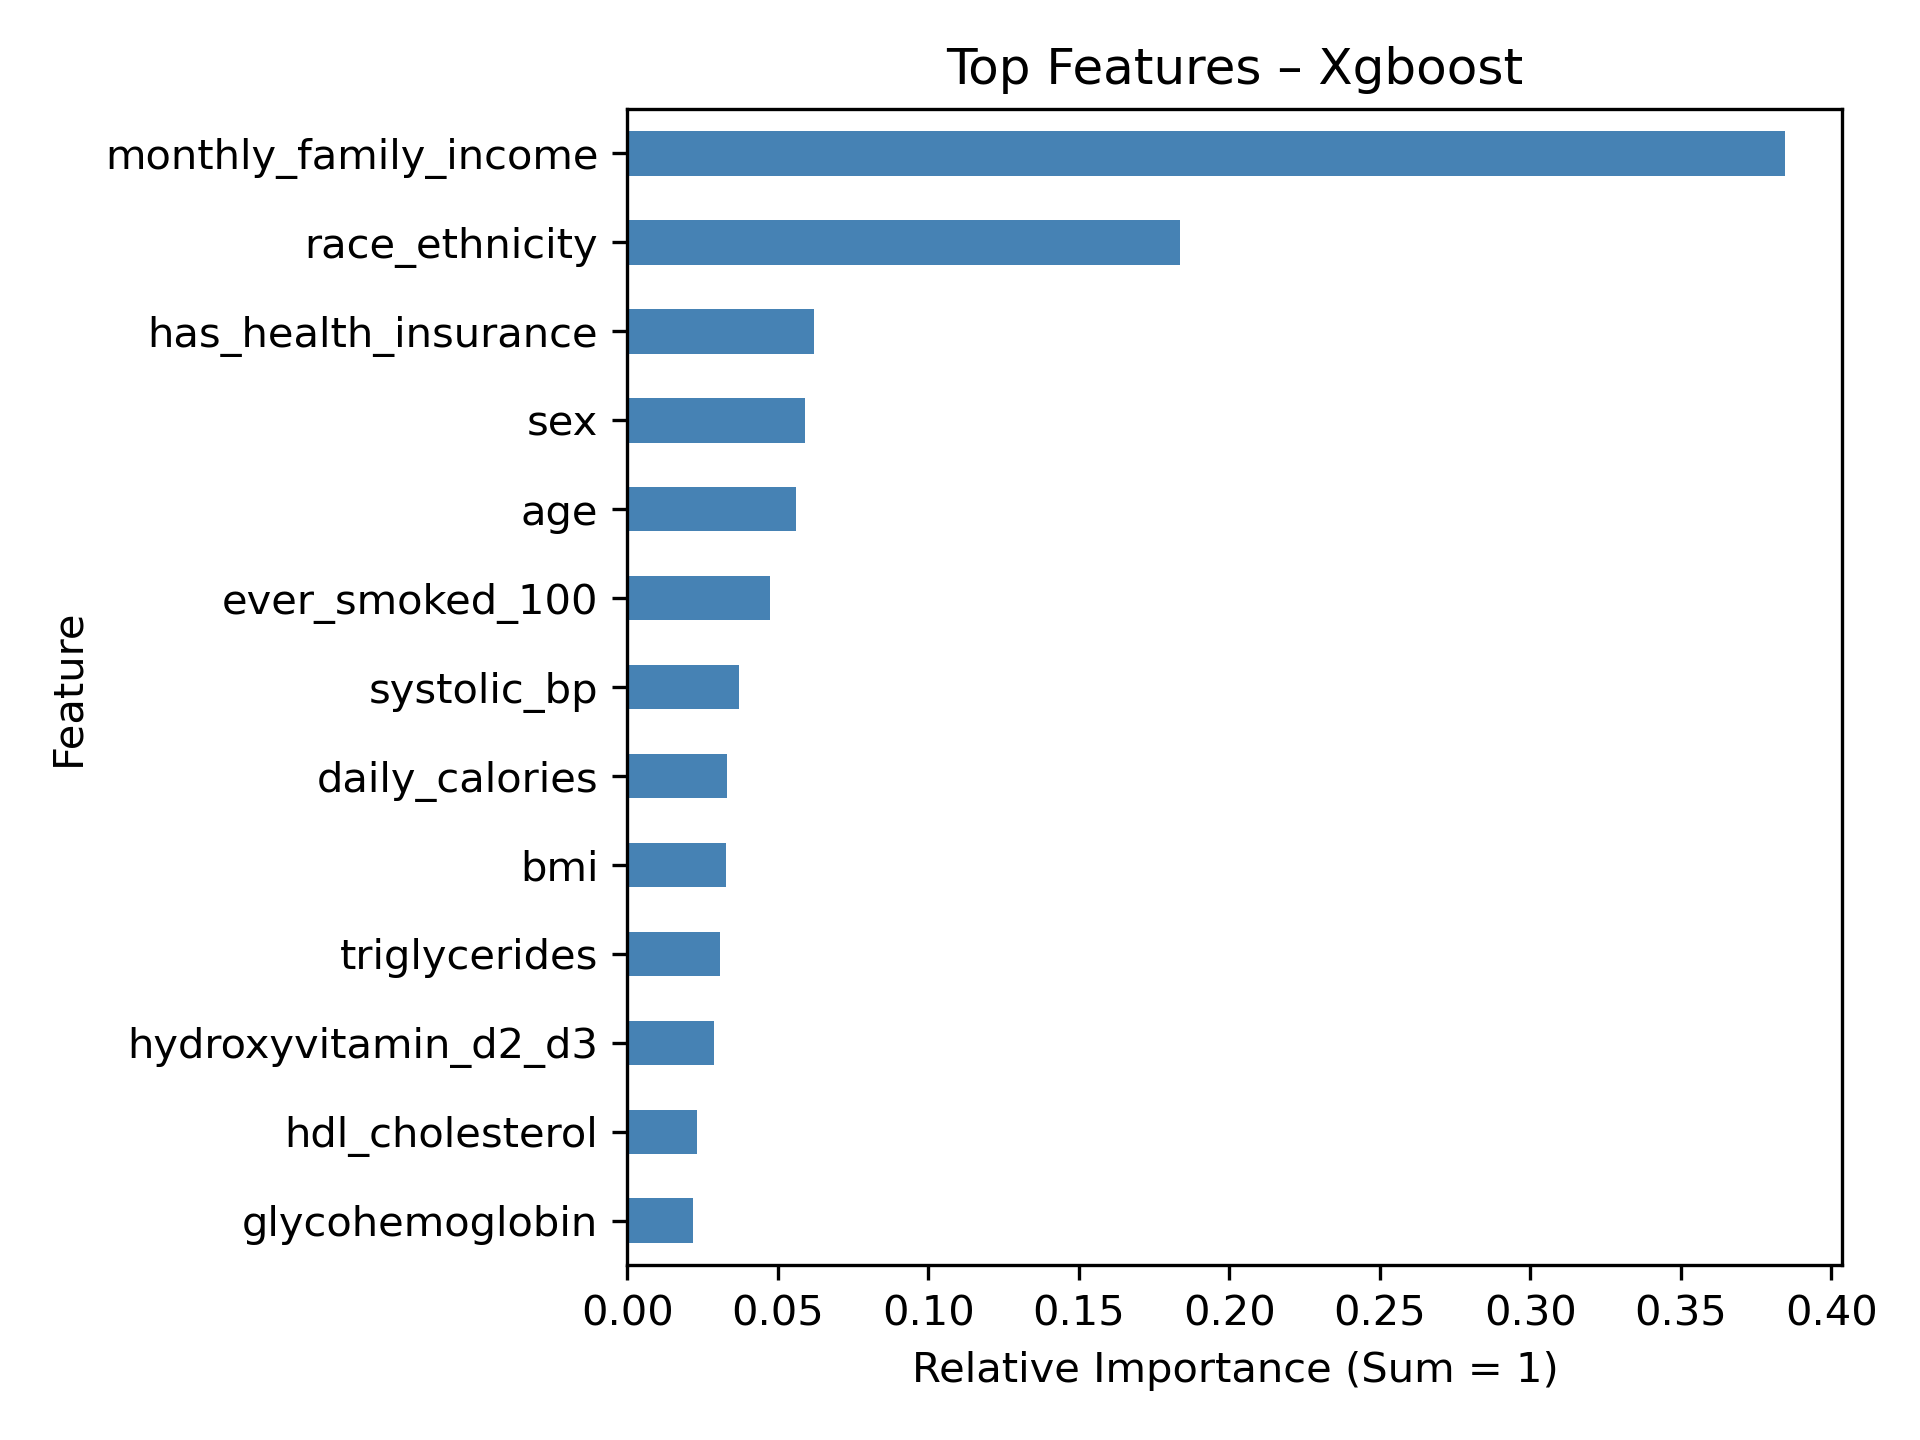 Top Features – Xgboost
monthly_family_income
race_ethnicity
has_health_insurance
sex
age
ever_smoked_100
systolic_bp
daily_calories
bmi
triglycerides
hydroxyvitamin_d2_d3
hdl_cholesterol
glycohemoglobin
Feature
0.00 0.05 0.10 0.15 0.20 0.25 0.30 0.35 0.40
Relative Importance (Sum = 1)